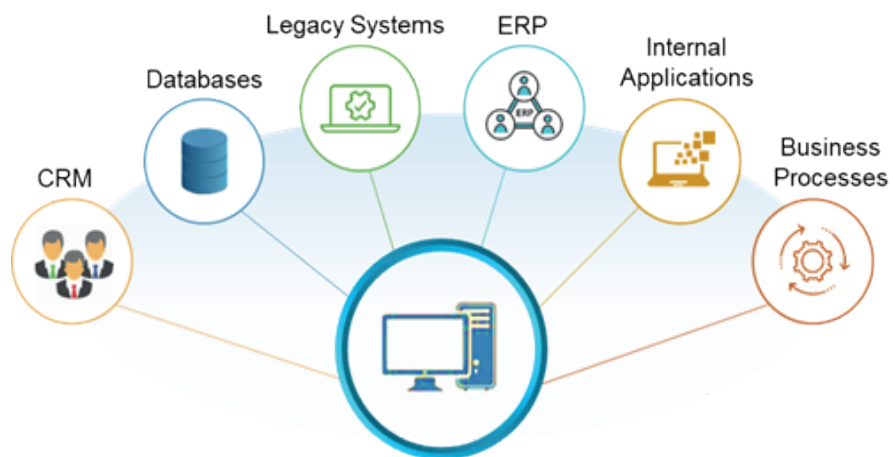 CRM
Databases
Legacy Systems
ERP
ERP
Internal
Applications
Business
Processes